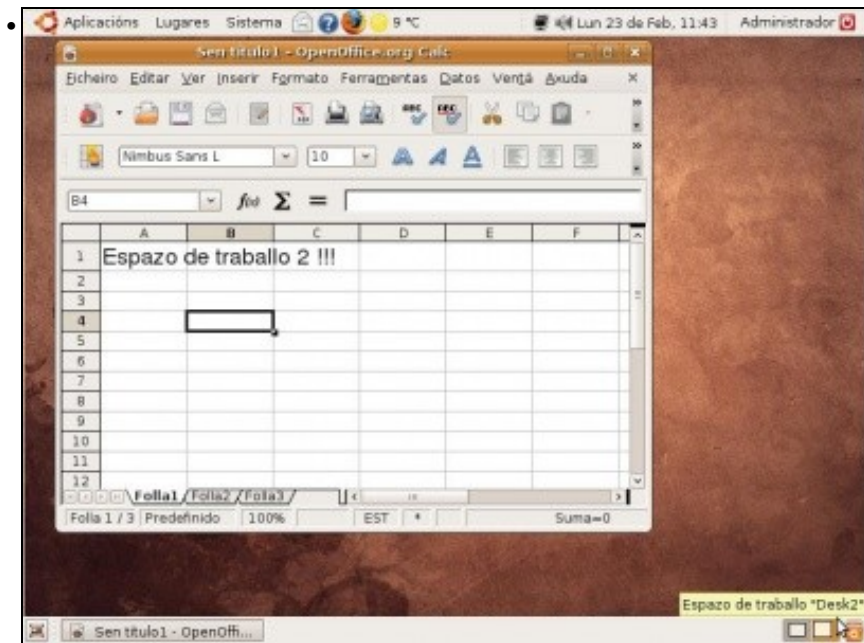 Aplicacións Lugares Sistema 9 °C Lun 23 de Feb, 11:43 Administrador
Sen título1 - OpenOffice.org Calc
Ficheiro Editar Ver Inserir Formato Ferramentas Datos Ventá Axuda
Nimbus Sans L 10
B4 f(x) Σ =
A B C D E F
1 Espazo de traballo 2 !!!
2
3
4
5
6
7
8
9
10
11
12
Folla1 Folla2 Folla3
Folla 1 / 3 Predefinido 100% EST * Suma=0
Espazo de traballo "Desk2"
Sen título1 - OpenOffi...